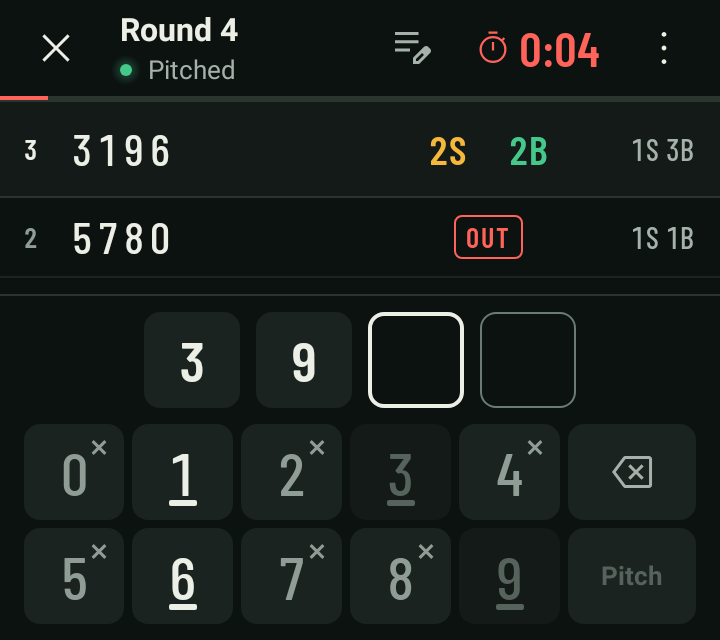 Round 4
Pitched
0:04
3 3196 2S 2B 1S 3B
2 5780 OUT 1S 1B
3 9
0 1 2 3 4
5 6 7 8 9 Pitch